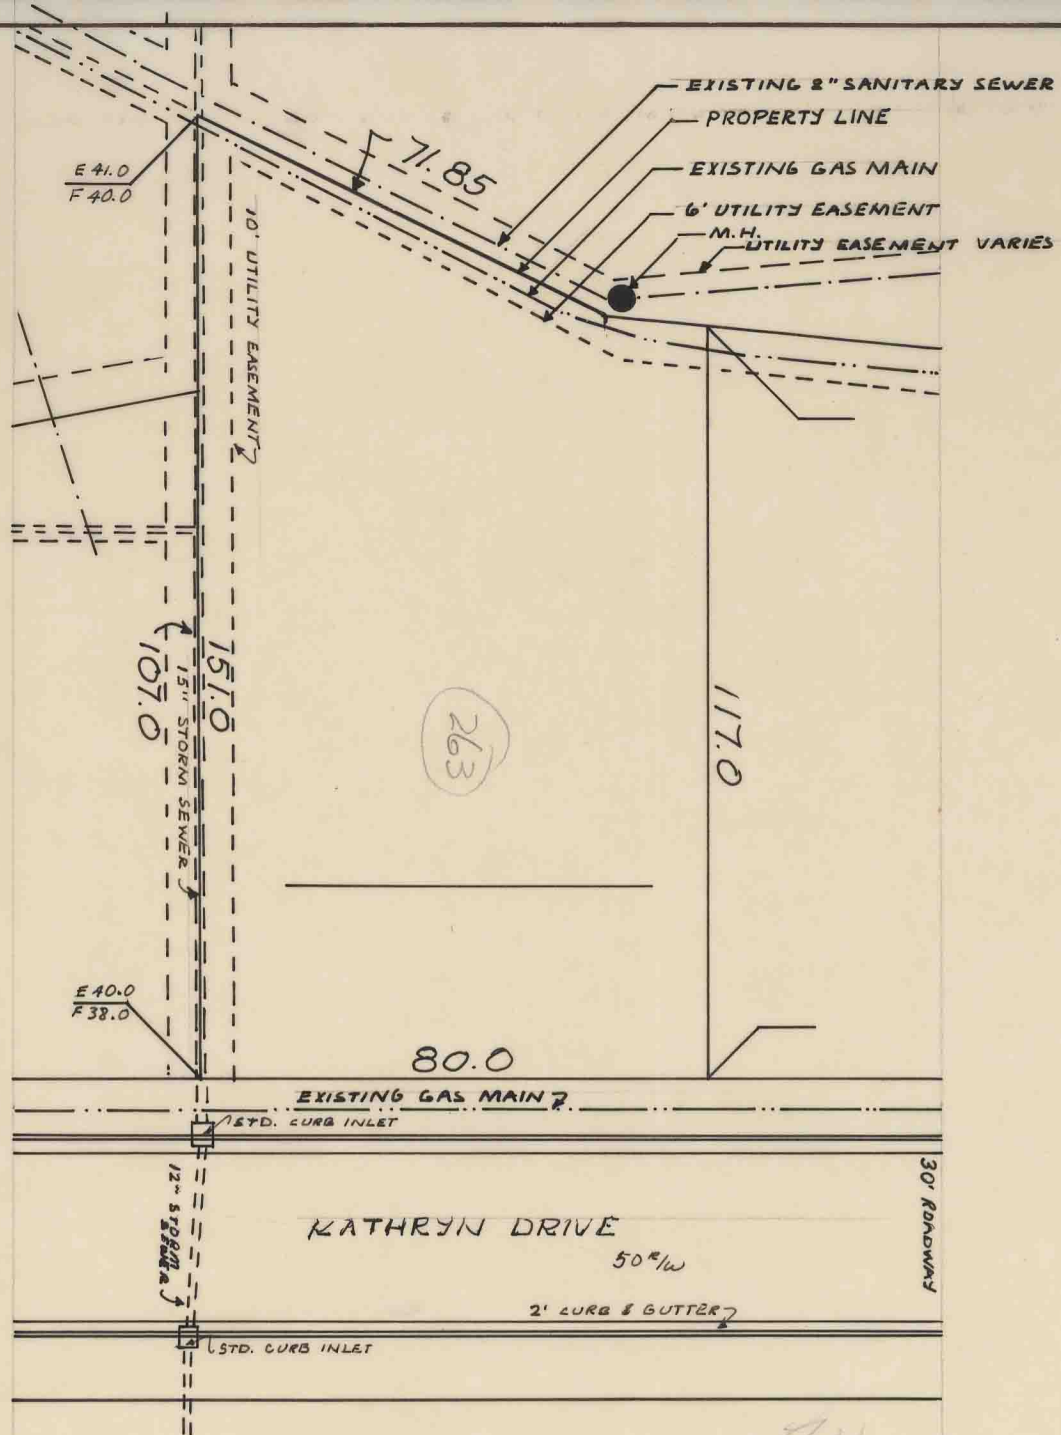 EXISTING 8" SANITARY SEWER
PROPERTY LINE
71.85
EXISTING GAS MAIN
E 41.0
F 40.0
6' UTILITY EASEMENT
M.H.
UTILITY EASEMENT VARIES
10' UTILITY EASEMENT
107.0
151.0
15" STORM SEWER
263
117.0
E 40.0
F 38.0
80.0
EXISTING GAS MAIN
STD. CURB INLET
12" STORM
SEWER
KATHRYN DRIVE
50 R/W
30' ROADWAY
2' CURB & GUTTER
STD. CURB INLET